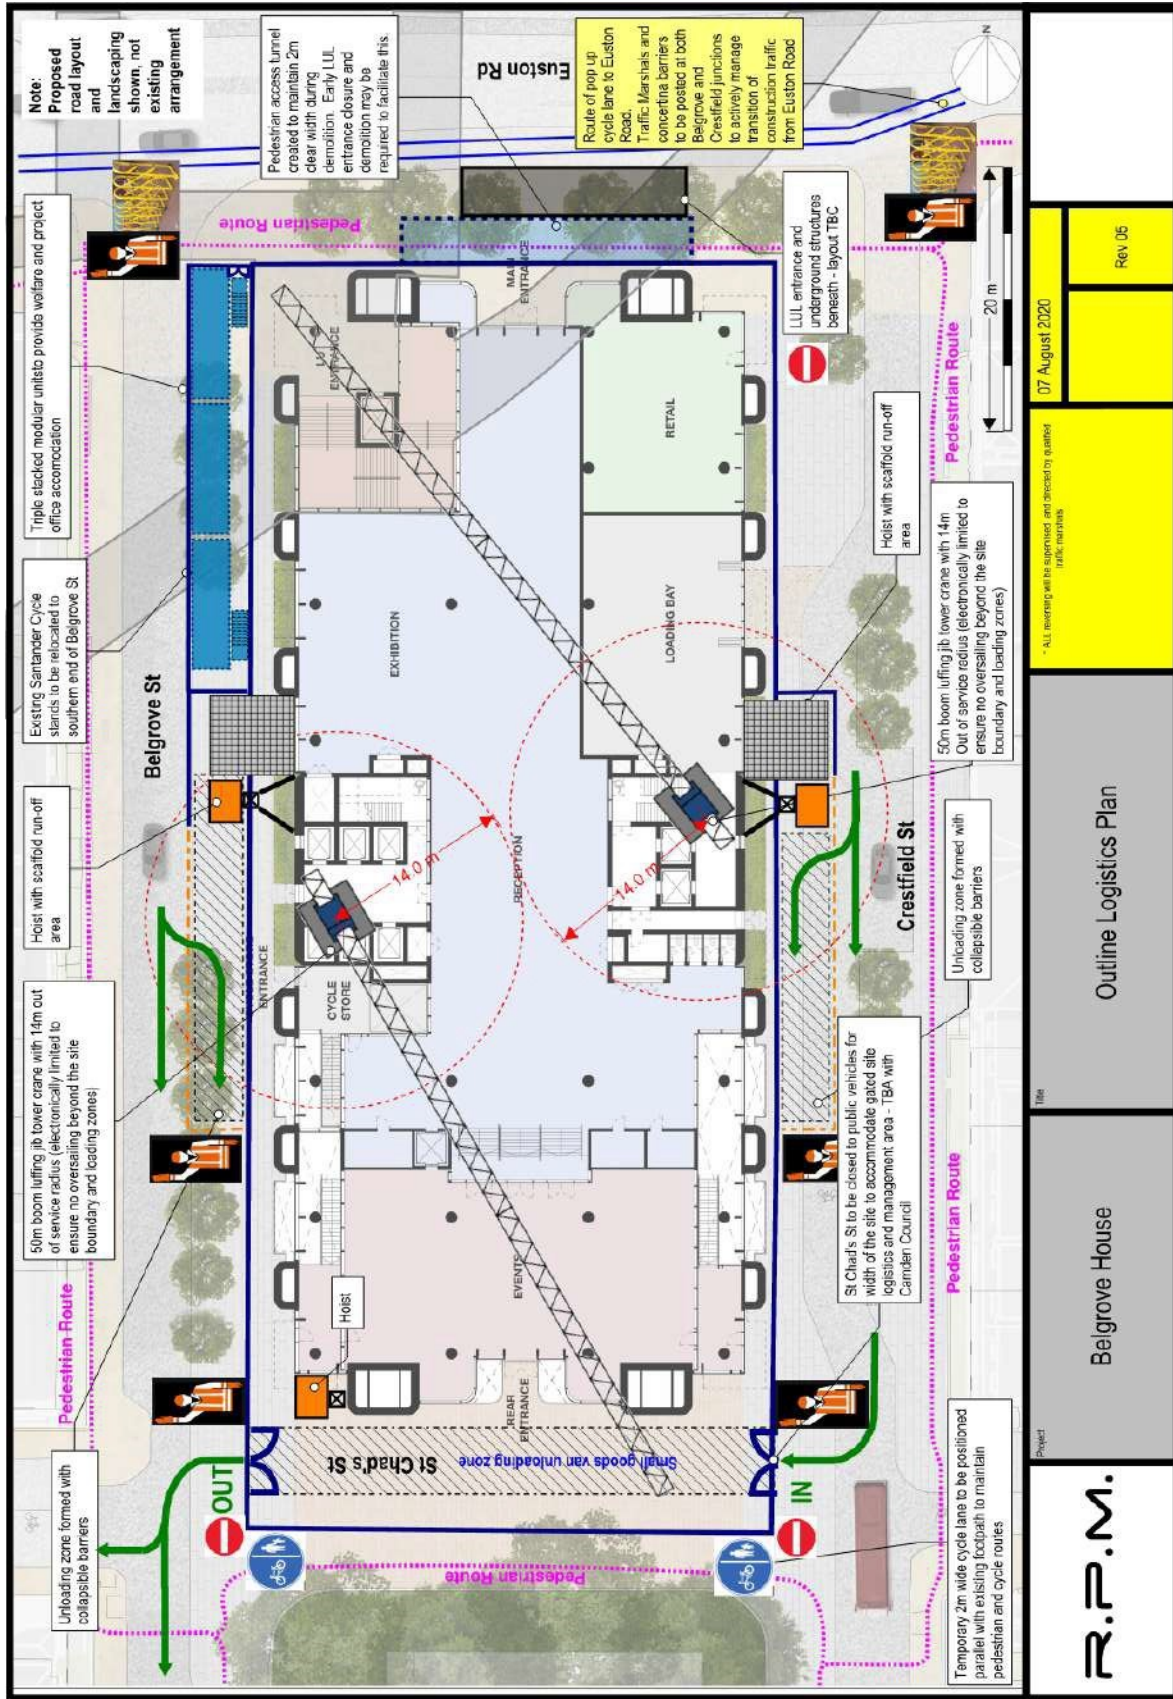 Note:
Proposed
road layout
and
landscaping
shown, not
existing
arrangement
Triple stacked modular unitsto provide welfare and project
office accomodation
Existing Santander Cycle
stands to be relocated to
southern end of Belgrove St
Hoist with scaffold run-off
area
50m boom luffing jib tower crane with 14m out
of service radius (electronically limited to
ensure no oversailing beyond the site
boundary and loading zones)
Unloading zone formed with
collapsible barriers
Pedestrian access tunnel
created to maintain 2m
clear width during
demolition. Early LUL
entrance closure and
demolition may be
required to facilitate this.
Euston Rd
Route of pop up
cycle lane to Euston
Road.
Traffic Marshals and
concertina barriers
to be posted at both
Belgrove and
Crestfield junctions
to actively manage
transition of
construction traffic
from Euston Road
N
LUL entrance and
underground structures
beneath - layout TBC
Pedestrian Route
Belgrove St
Pedestrian Route
OUT
ENTRANCE
CYCLE
STORE
EXHIBITION
LU
ENTRANCE
MAIN
ENTRANCE
14.0 m
RECEPTION
14.0 m
RETAIL
LOADING BAY
EVENTS
Hoist
REAR
ENTRANCE
St Chad's St
Small goods van unloading zone
Pedestrian Route
IN
Crestfield St
Pedestrian Route
Pedestrian Route
20 m
Hoist with scaffold run-off
area
50m boom luffing jib tower crane with 14m
Out of service radius (electronically limited to
ensure no oversailing beyond the site
boundary and loading zones)
Unloading zone formed with
collapsible barriers
St Chad's St to be closed to public vehicles for
width of the site to accommodate gated site
logistics and management area - TBA with
Camden Council
Temporary 2m wide cycle lane to be positioned
parallel with existing footpath to maintain
pedestrian and cycle routes
R.P.M.
Project
Belgrove House
Title
Outline Logistics Plan
* ALL reversing will be supervised and directed by qualified
traffic marshals
07 August 2020
Rev 05